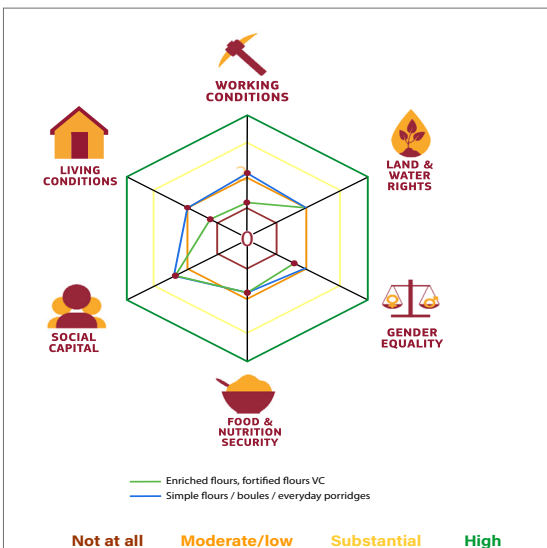 WORKING
CONDITIONS
LIVING
CONDITIONS
LAND &
WATER
RIGHTS
0
SOCIAL
CAPITAL
GENDER
EQUALITY
FOOD &
NUTRITION
SECURITY
Enriched flours, fortified flours VC
Simple flours / boules / everyday porridges
Not at all Moderate/low Substantial High